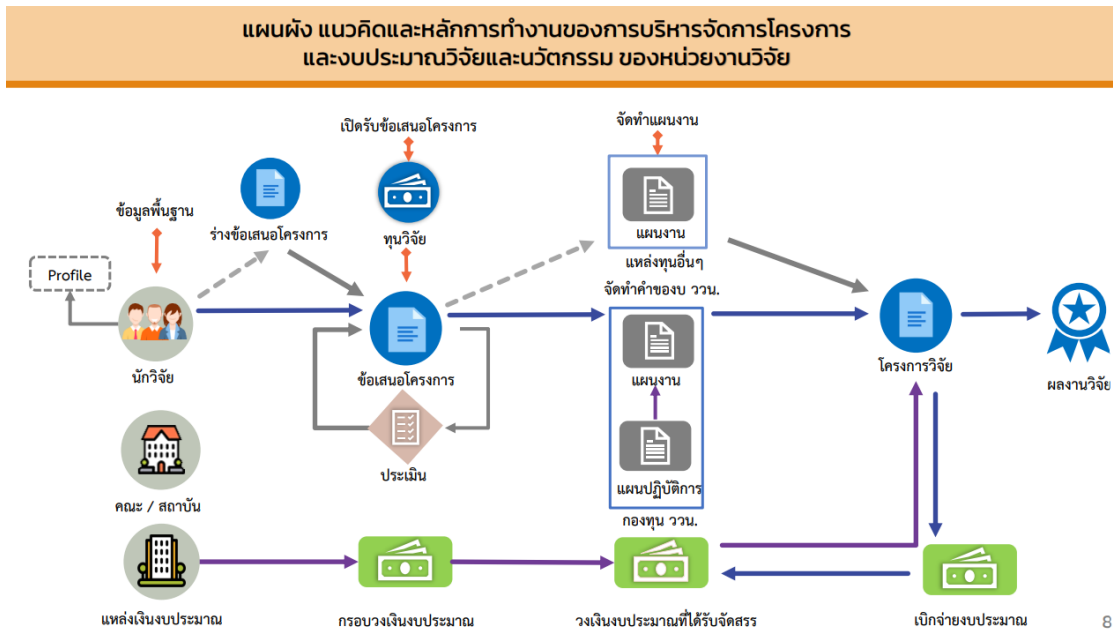 แผนผัง แนวคิดและหลักการทำงานของการบริหารจัดการโครงการ
และงบประมาณวิจัยและนวัตกรรม ของหน่วยงานวิจัย
เปิดรับข้อเสนอโครงการ
จัดทำแผนงาน
ข้อมูลพื้นฐาน
ร่างข้อเสนอโครงการ
ทุนวิจัย
แผนงาน
แหล่งทุนอื่นๆ
Profile
จัดทำคำของบ ววน.
นักวิจัย
ข้อเสนอโครงการ
แผนงาน
โครงการวิจัย
ผลงานวิจัย
ประเมิน
แผนปฏิบัติการ
คณะ / สถาบัน
กองทุน ววน.
แหล่งเงินงบประมาณ
กรอบวงเงินงบประมาณ
วงเงินงบประมาณที่ได้รับจัดสรร
เบิกจ่ายงบประมาณ
8